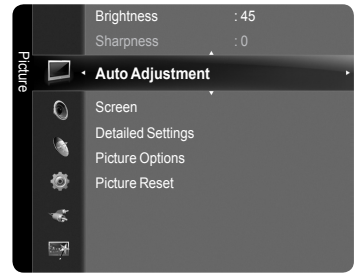 Picture
Brightness : 45
Sharpness : 0
Auto Adjustment
Screen
Detailed Settings
Picture Options
Picture Reset